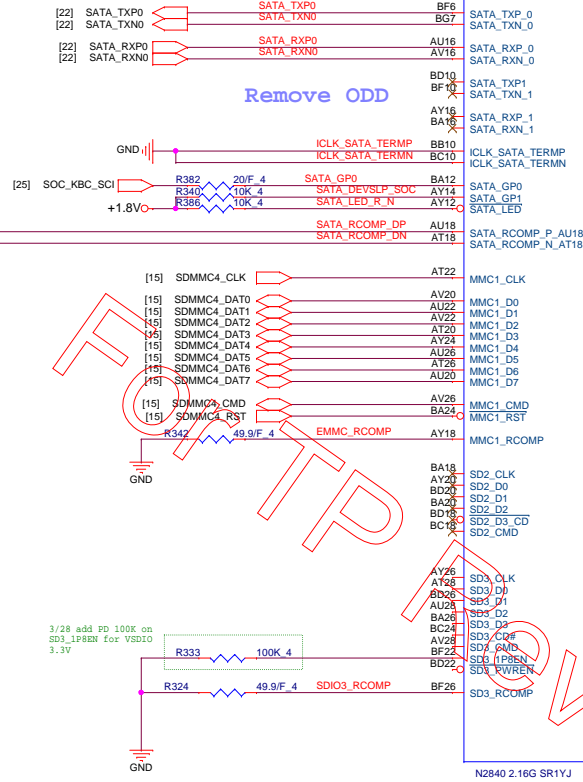 [22] SATA_TXP0 SATA_TXP0 BF6 SATA_TXP_0
[22] SATA_TXN0 SATA_TXN0 BG7 SATA_TXN_0
[22] SATA_RXP0 SATA_RXP0 AU16 SATA_RXP_0
[22] SATA_RXN0 SATA_RXN0 AV16 SATA_RXN_0
BD10 SATA_TXP1
Remove ODD
BF10 SATA_TXN_1
AY16 SATA_RXP_1
BA16 SATA_RXN_1
GND ICLK_SATA_TERMP BB10 ICLK_SATA_TERMP
ICLK_SATA_TERMN BC10 ICLK_SATA_TERMN
[25] SOC_KBC_SCI R382 20/F_4 SATA_GP0 BA12 SATA_GP0
R340 10K_4 SATA_DEVSLP_SOC AY14 SATA_GP1
+1.8V R386 10K_4 SATA_LED_R_N AY12 SATA_LED
SATA_RCOMP_DP AU18 SATA_RCOMP_P_AU18
SATA_RCOMP_DN AT18 SATA_RCOMP_N_AT18
[15] SDMMC4_CLK AT22 MMC1_CLK
[15] SDMMC4_DAT0 AV20 MMC1_D0
[15] SDMMC4_DAT1 AU22 MMC1_D1
[15] SDMMC4_DAT2 AV22 MMC1_D2
[15] SDMMC4_DAT3 AT20 MMC1_D3
[15] SDMMC4_DAT4 AY24 MMC1_D4
[15] SDMMC4_DAT5 AU26 MMC1_D5
[15] SDMMC4_DAT6 AT26 MMC1_D6
[15] SDMMC4_DAT7 AU20 MMC1_D7
[15] SDMMC4_CMD AV26 MMC1_CMD
[15] SDMMC4_RST BA24 MMC1_RST
R342 49.9/F_4 EMMC_RCOMP AY18 MMC1_RCOMP
GND
BA18 SD2_CLK
AY20 SD2_D0
BD20 SD2_D1
BA20 SD2_D2
BD18 SD2_D3_CD
BC18 SD2_CMD
AY26 SD3_CLK
AT28 SD3_D0
BD26 SD3_D1
AU28 SD3_D2
BA26 SD3_D3
BC24 SD3_CD#
AV28 SD3_CMD
3/28 add PD 100K on
SD3_1P8EN for VSDIO
3.3V
R333 100K_4 BF22 SD3_1P8EN
BD22 SD3_PWREN
R324 49.9/F_4 SDIO3_RCOMP BF26 SD3_RCOMP
GND
N2840 2.16G SR1YJ
For TP Rev